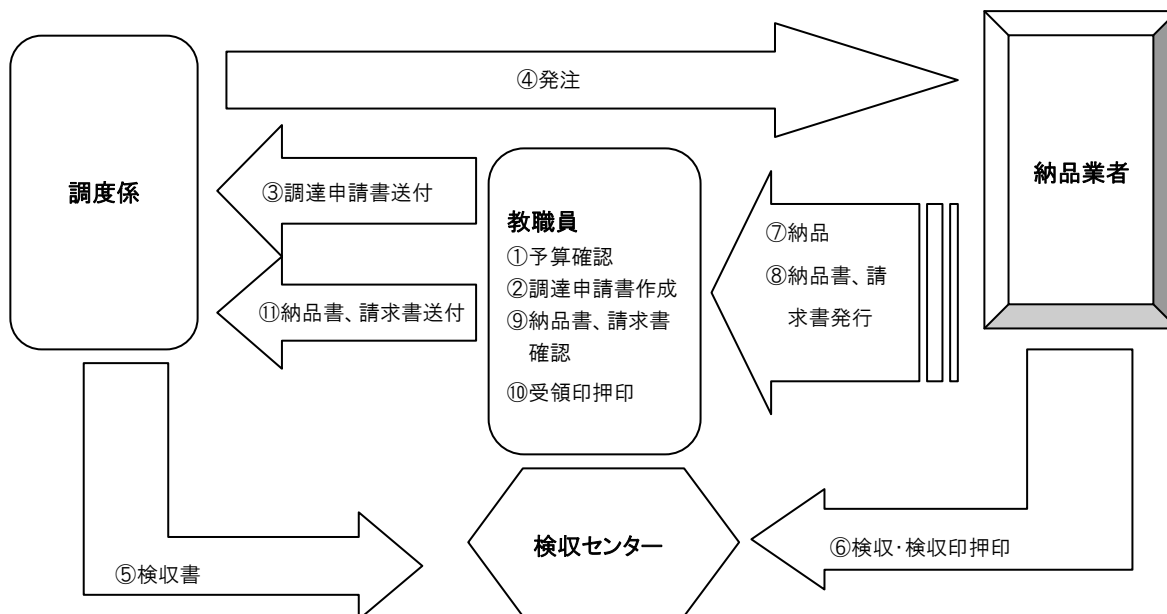 ④発注
調度係
納品業者
③調達申請書送付
教職員
①予算確認
②調達申請書作成
⑨納品書、請求書
確認
⑩受領印押印
⑦納品
⑧納品書、請
求書発行
⑪納品書、請求書送付
検収センター
⑥検収・検収印押印
⑤検収書